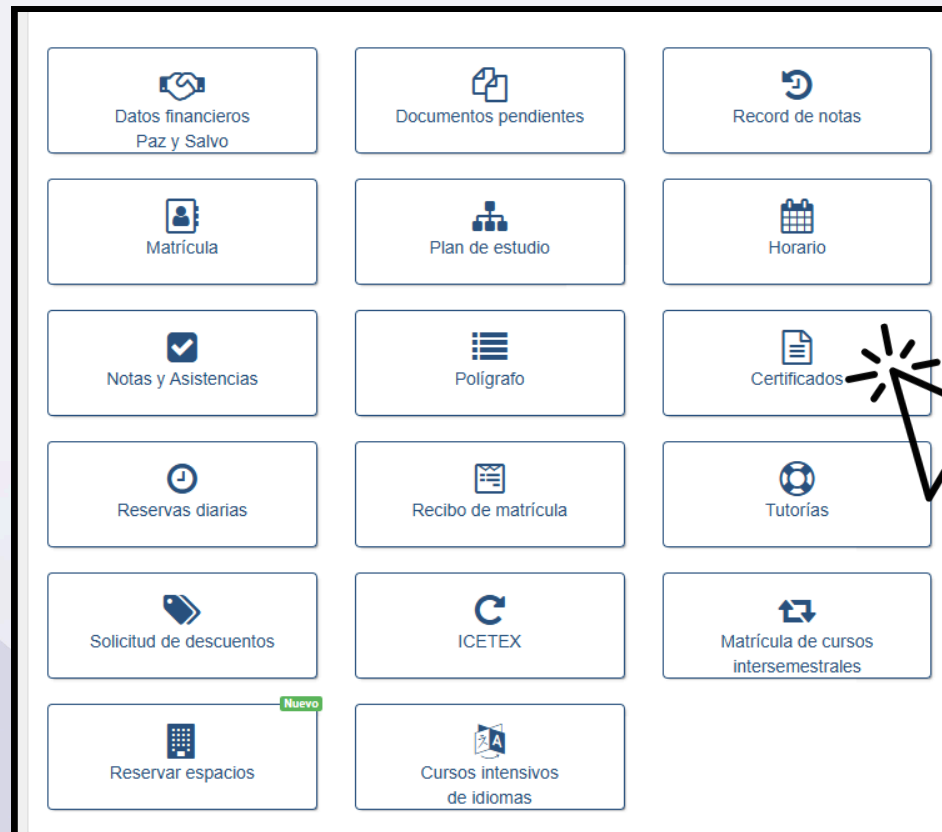 Datos financieros
Paz y Salvo
Documentos pendientes
Record de notas
Matrícula
Plan de estudio
Horario
Notas y Asistencias
Polígrafo
Certificados
Reservas diarias
Recibo de matrícula
Tutorías
Solicitud de descuentos
ICETEX
Matrícula de cursos
intersemestrales
Nuevo
Reservar espacios
Cursos intensivos
de idiomas